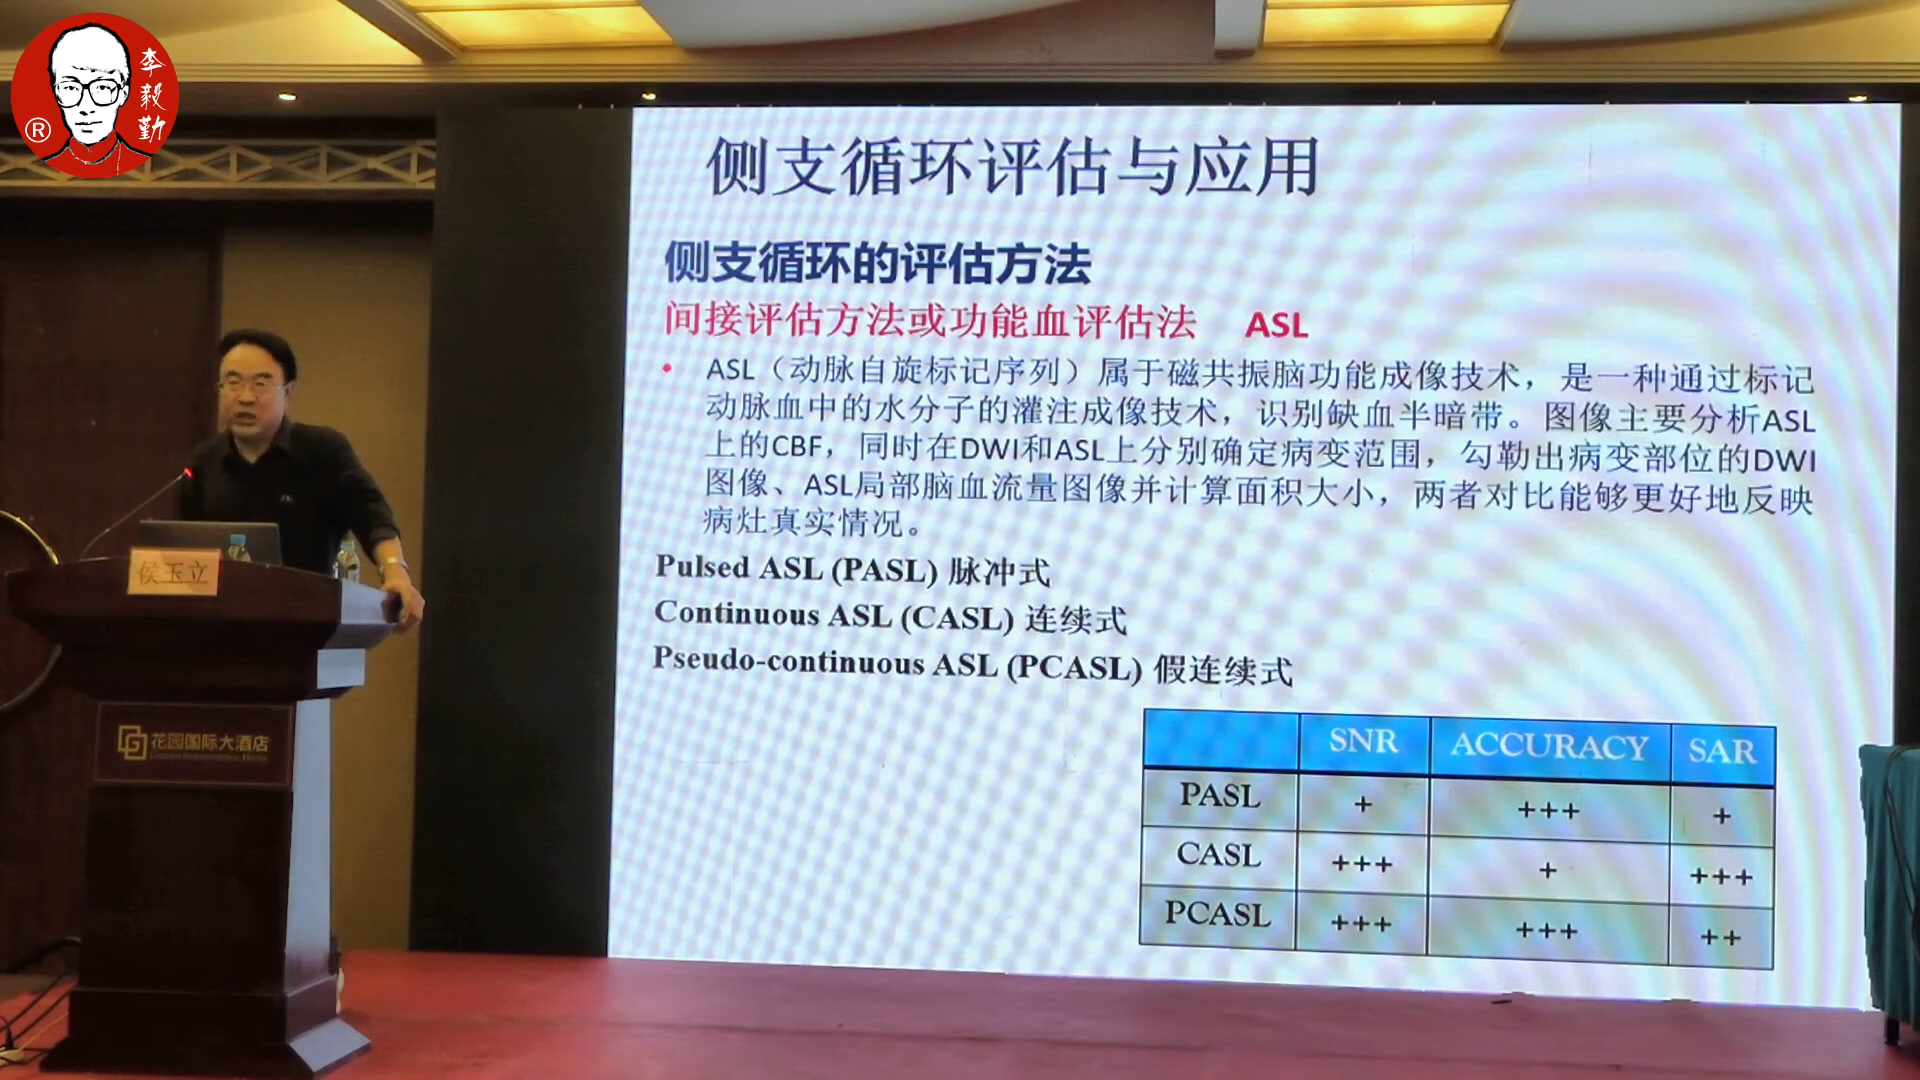 李毅勤
®
侧支循环评估与应用
侧支循环的评估方法
间接评估方法或功能血评估法 ASL
• ASL（动脉自旋标记序列）属于磁共振脑功能成像技术，是一种通过标记
动脉血中的水分子的灌注成像技术，识别缺血半暗带。图像主要分析ASL
上的CBF，同时在DWI和ASL上分别确定病变范围，勾勒出病变部位的DWI
图像、ASL局部脑血流量图像并计算面积大小，两者对比能够更好地反映
病灶真实情况。
Pulsed ASL (PASL) 脉冲式
Continuous ASL (CASL) 连续式
Pseudo-continuous ASL (PCASL) 假连续式
SNR ACCURACY SAR
PASL + +++ +
CASL +++ + +++
PCASL +++ +++ ++
侯玉立
花园国际大酒店
GARDEN INTERNATIONAL HOTEL